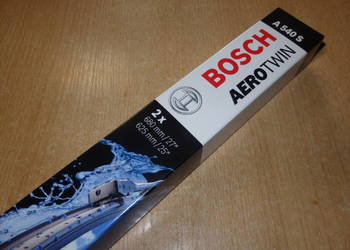 A 540 S
BOSCH
AEROTWIN
2x
680 mm/27"
625 mm/25"